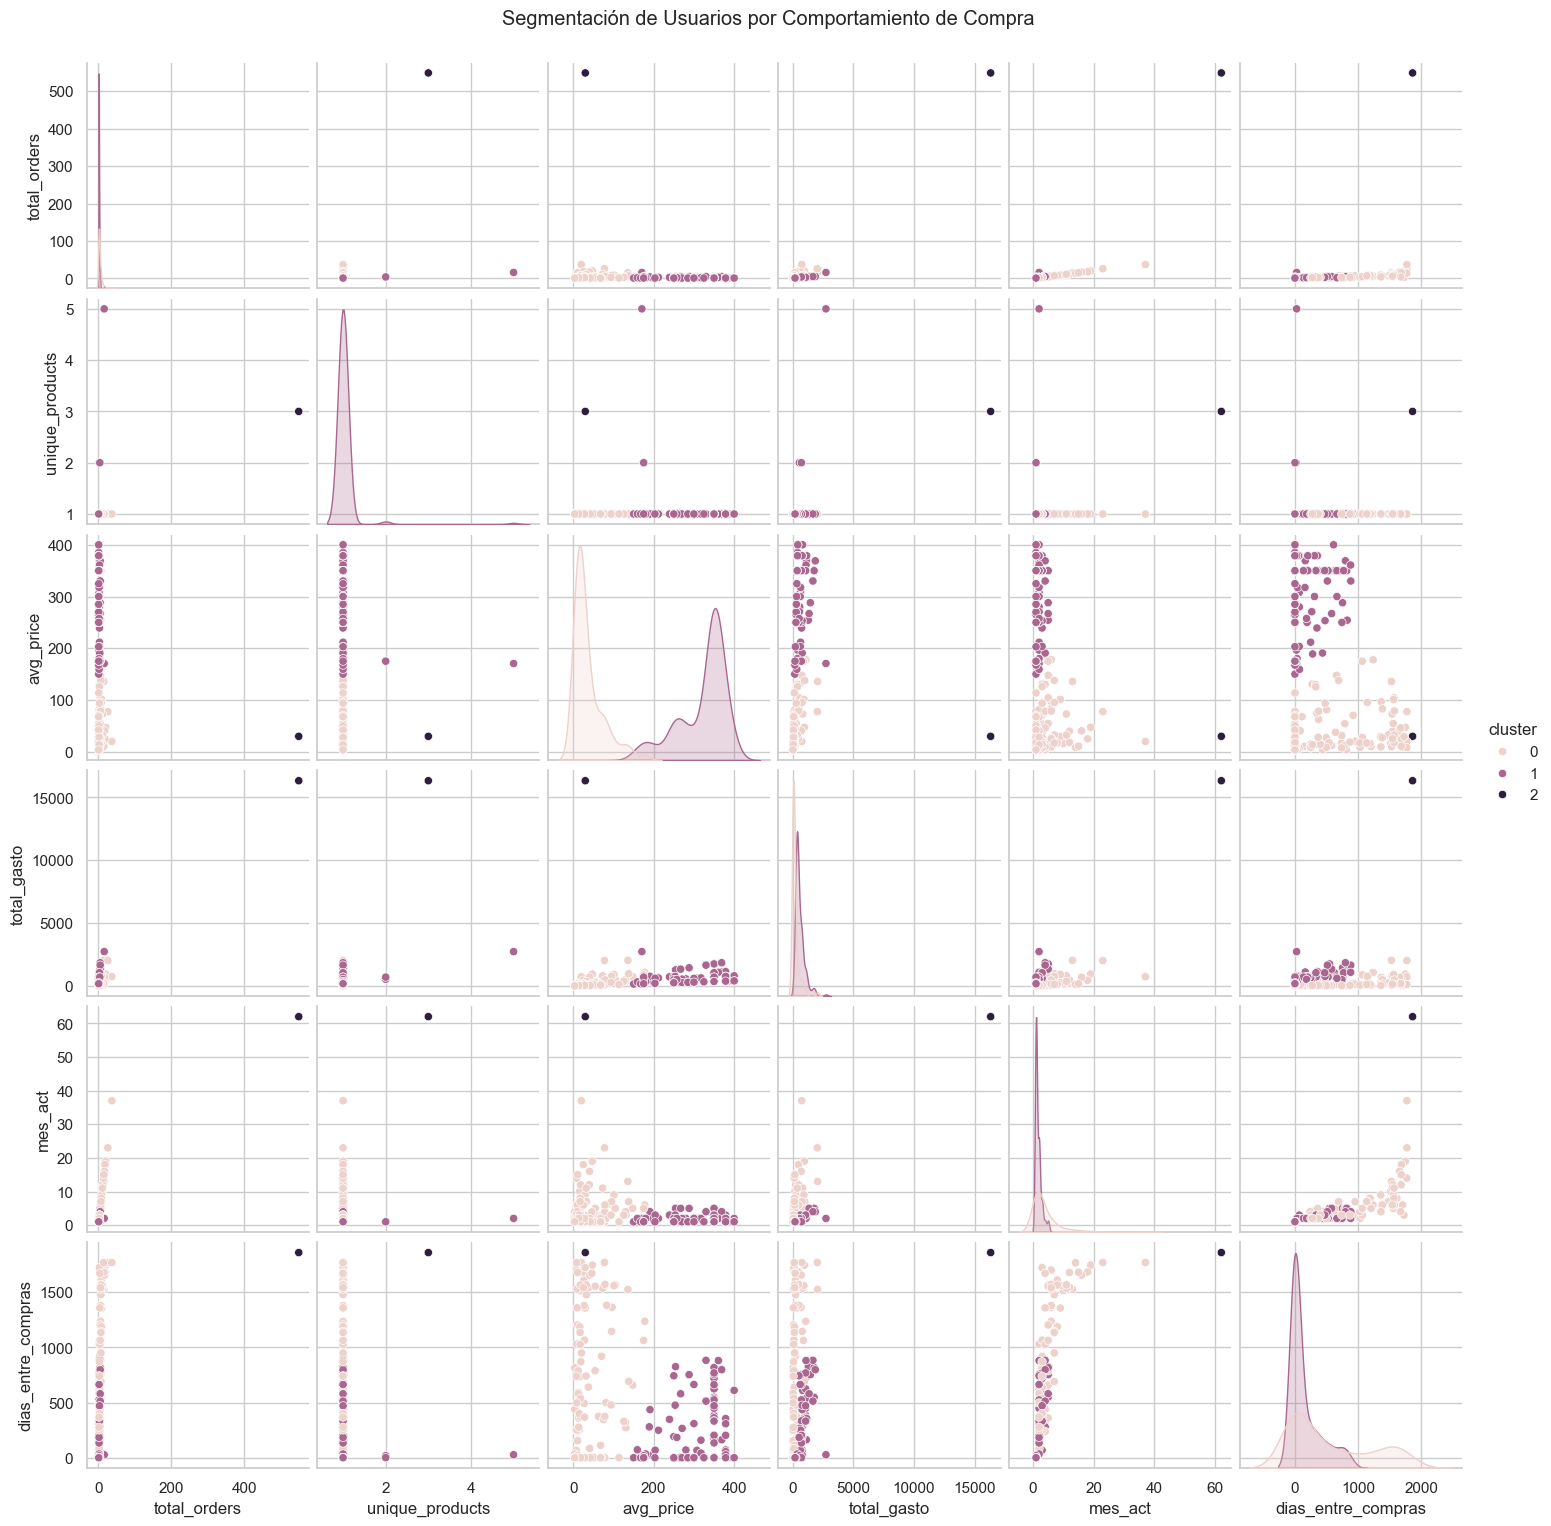 Segmentación de Usuarios por Comportamiento de Compra
500
400
300
200
100
0
total_orders
5
4
3
2
1
unique_products
400
300
200
100
0
avg_price
cluster
0
1
2
15000
10000
5000
0
total_gasto
60
50
40
30
20
10
0
mes_act
1500
1000
500
0
dias_entre_compras
0 200 400
2 4
0 200 400
0 5000 10000 15000
0 20 40 60
0 1000 2000
total_orders
unique_products
avg_price
total_gasto
mes_act
dias_entre_compras